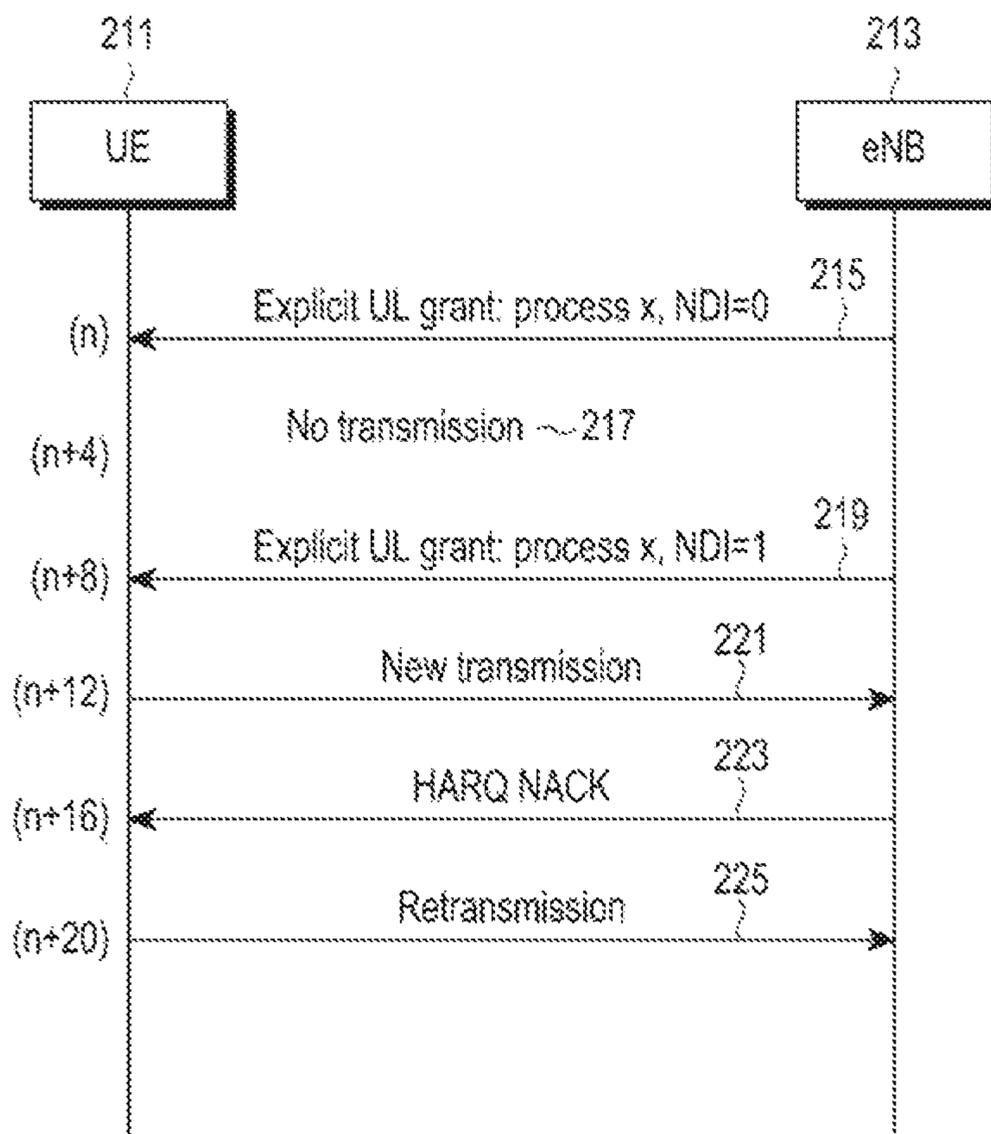 211
213
UE
eNB
215
Explicit UL grant: process x, NDI=0
(n)
No transmission ~217
(n+4)
219
Explicit UL grant: process x, NDI=1
(n+8)
221
New transmission
(n+12)
223
HARQ NACK
(n+16)
225
Retransmission
(n+20)